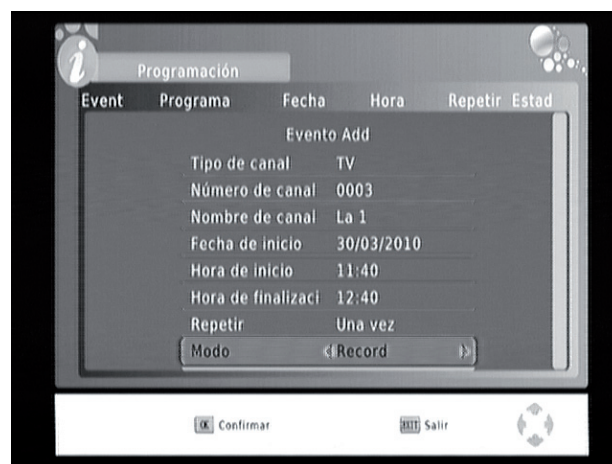 i
Programación
Event Programa Fecha Hora Repetir Estad
Evento Add
Tipo de canal TV
Número de canal 0003
Nombre de canal La 1
Fecha de inicio 30/03/2010
Hora de inicio 11:40
Hora de finalizaci 12:40
Repetir Una vez
Modo Record
OK Confirmar EXIT Salir